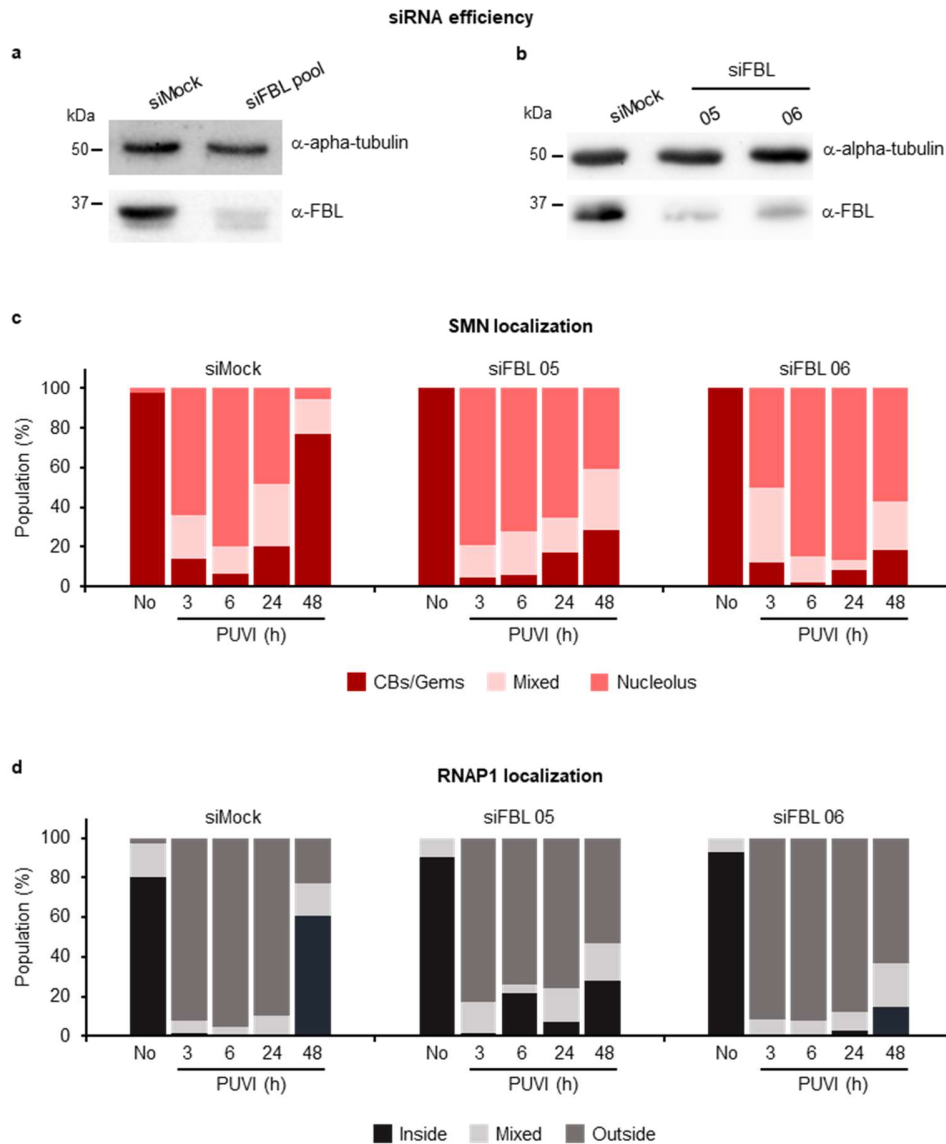 siRNA efficiency
a
siMock
siFBL pool
kDa
50
α-apha-tubulin
37
α-FBL
b
siFBL
siMock
05
06
kDa
50
α-alpha-tubulin
37
α-FBL
c
SMN localization
siMock
siFBL 05
siFBL 06
Population (%)
100
80
60
40
20
0
No 3 6 24 48
PUVI (h)
No 3 6 24 48
PUVI (h)
No 3 6 24 48
PUVI (h)
CBs/Gems Mixed Nucleolus
d
RNAP1 localization
siMock
siFBL 05
siFBL 06
Population (%)
100
80
60
40
20
0
No 3 6 24 48
PUVI (h)
No 3 6 24 48
PUVI (h)
No 3 6 24 48
PUVI (h)
Inside Mixed Outside